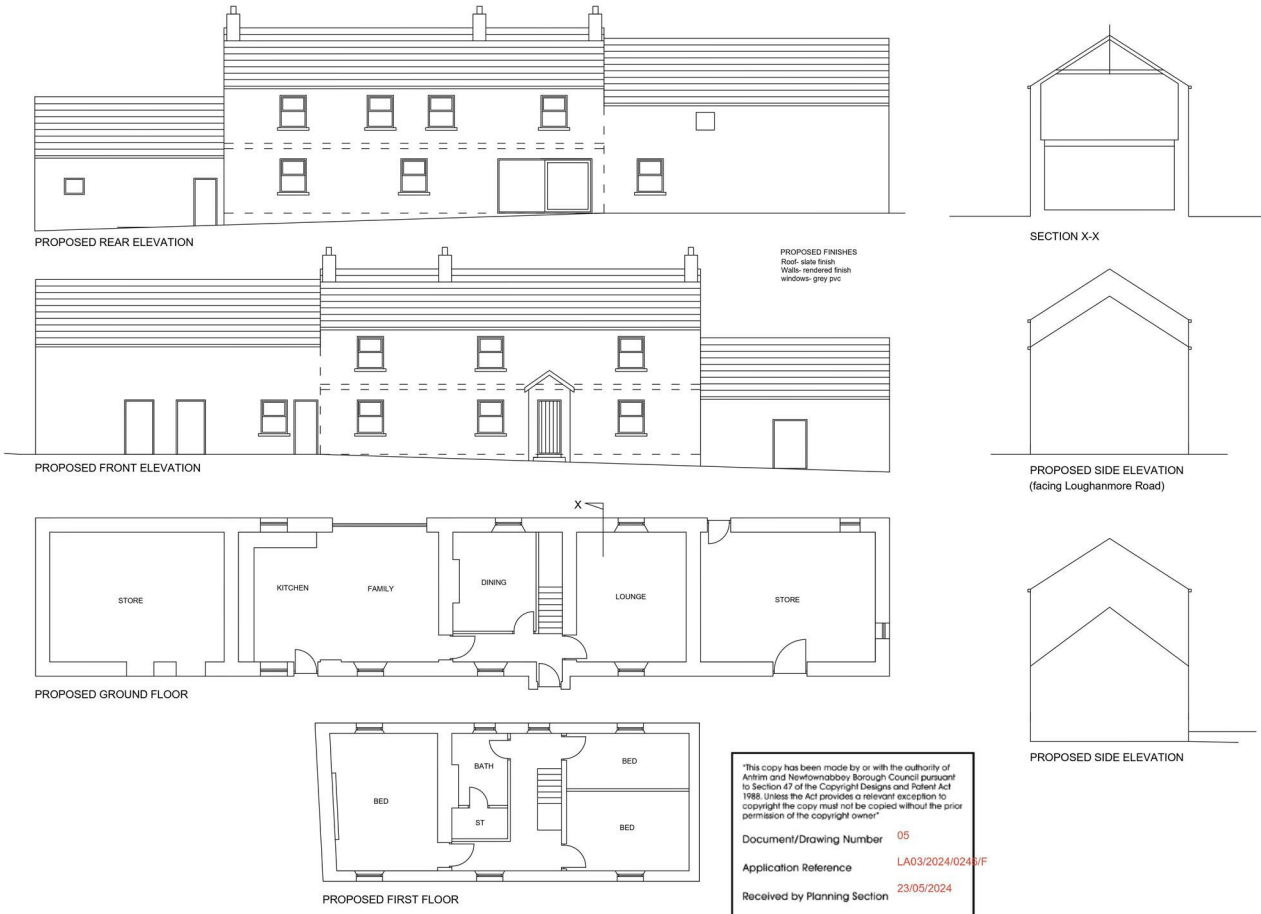 PROPOSED REAR ELEVATION
SECTION X-X
PROPOSED FINISHES
Roof- slate finish
Walls- rendered finish
windows- grey pvc
PROPOSED FRONT ELEVATION
PROPOSED SIDE ELEVATION
(facing Loughanmore Road)
X
STORE
KITCHEN
FAMILY
DINING
LOUNGE
STORE
PROPOSED GROUND FLOOR
PROPOSED SIDE ELEVATION
BED
BATH
ST
BED
BED
PROPOSED FIRST FLOOR
"This copy has been made by or with the authority of
Antrim and Newtownabbey Borough Council pursuant
to Section 47 of the Copyright Designs and Patent Act
1988. Unless the Act provides a relevant exception to
copyright the copy must not be copied without the prior
permission of the copyright owner"
Document/Drawing Number 05
Application Reference LA03/2024/0246/F
Received by Planning Section 23/05/2024